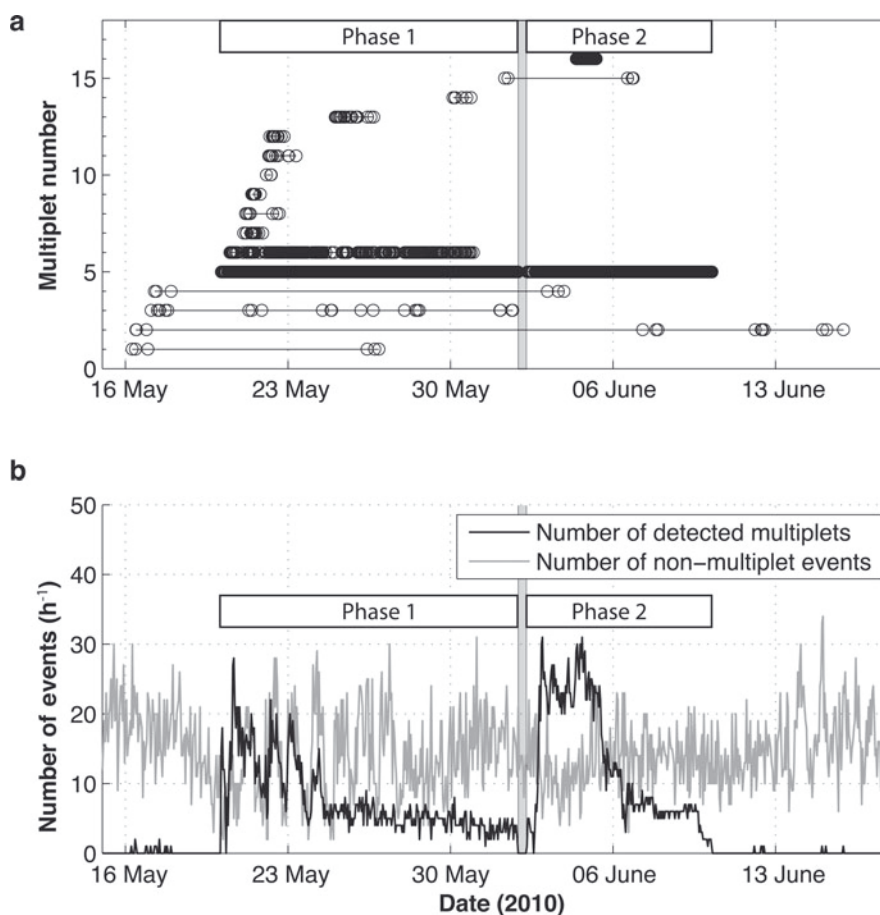 a
Phase 1
Phase 2
Multiplet number
15
10
5
0
16 May
23 May
30 May
06 June
13 June
b
Number of events (h⁻¹)
50
40
30
20
10
0
Number of detected multiplets
Number of non−multiplet events
Phase 1
Phase 2
16 May
23 May
30 May
06 June
13 June
Date (2010)